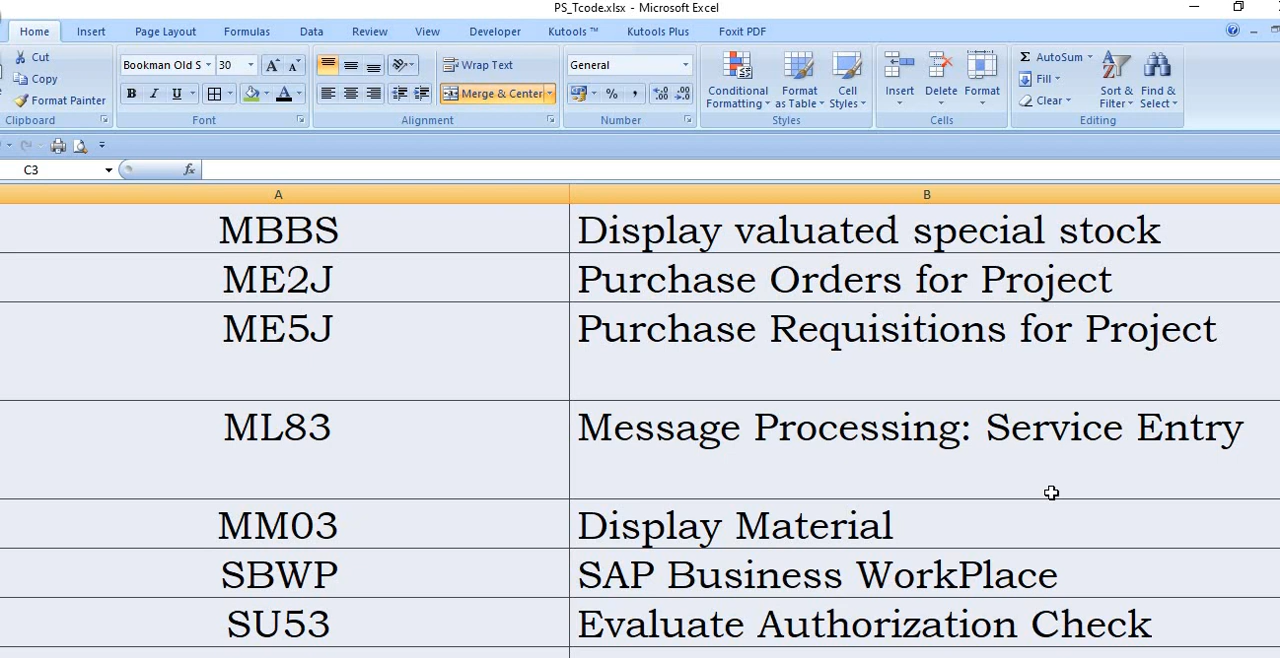 PS_Tcode.xlsx - Microsoft Excel
Home Insert Page Layout Formulas Data Review View Developer Kutools ™ Kutools Plus Foxit PDF
Cut
Copy
Format Painter
Clipboard
Bookman Old S 30 A A
B I U A
Font
Wrap Text
Merge & Center
Alignment
General
% ,
Number
Conditional Formatting
Format as Table
Cell Styles
Styles
Insert Delete Format
Cells
Σ AutoSum
Fill
Clear
Sort & Filter
Find & Select
Editing
C3 fx
A B
MBBS Display valuated special stock
ME2J Purchase Orders for Project
ME5J Purchase Requisitions for Project
ML83 Message Processing: Service Entry
MM03 Display Material
SBWP SAP Business WorkPlace
SU53 Evaluate Authorization Check